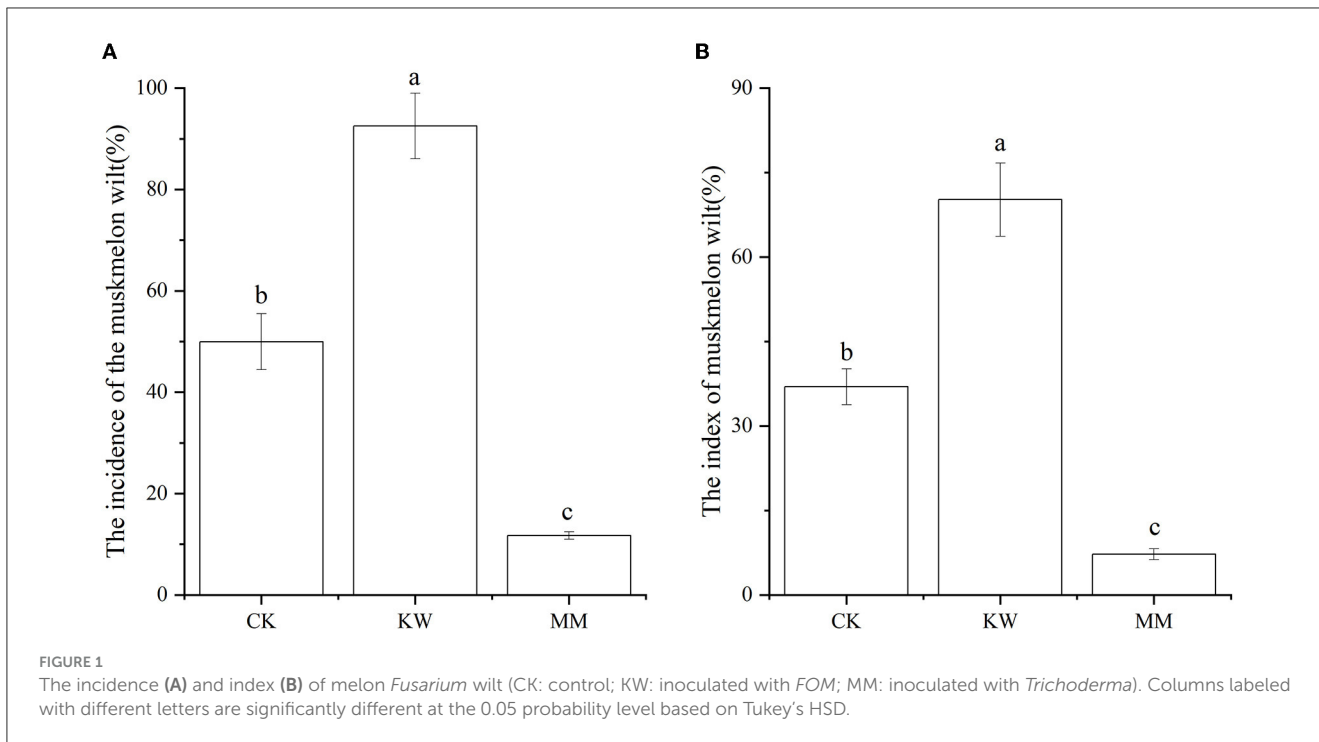 A
The incidence of the muskmelon wilt(%)
100
80
60
40
20
0
a
b
c
CK KW MM
B
The index of muskmelon wilt(%)
90
60
30
0
a
b
c
CK KW MM
FIGURE 1
The incidence (A) and index (B) of melon Fusarium wilt (CK: control; KW: inoculated with FOM; MM: inoculated with Trichoderma). Columns labeled
with different letters are significantly different at the 0.05 probability level based on Tukey’s HSD.